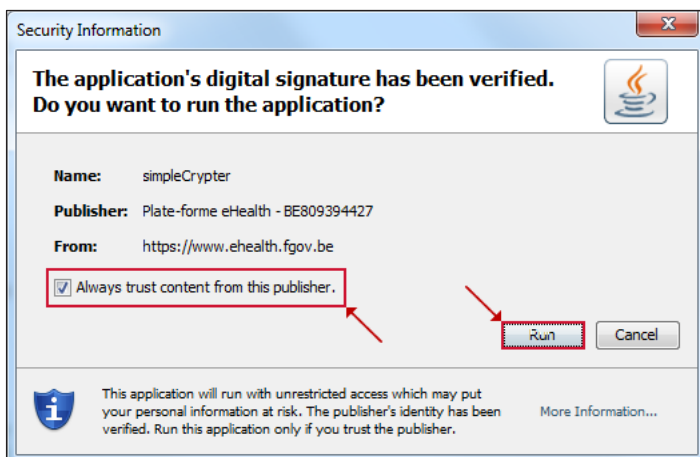 Security Information
The application's digital signature has been verified.
Do you want to run the application?
Name: simpleCrypter
Publisher: Plate-forme eHealth - BE809394427
From: https://www.ehealth.fgov.be
Always trust content from this publisher.
Run Cancel
This application will run with unrestricted access which may put
your personal information at risk. The publisher's identity has been
verified. Run this application only if you trust the publisher.
More Information...